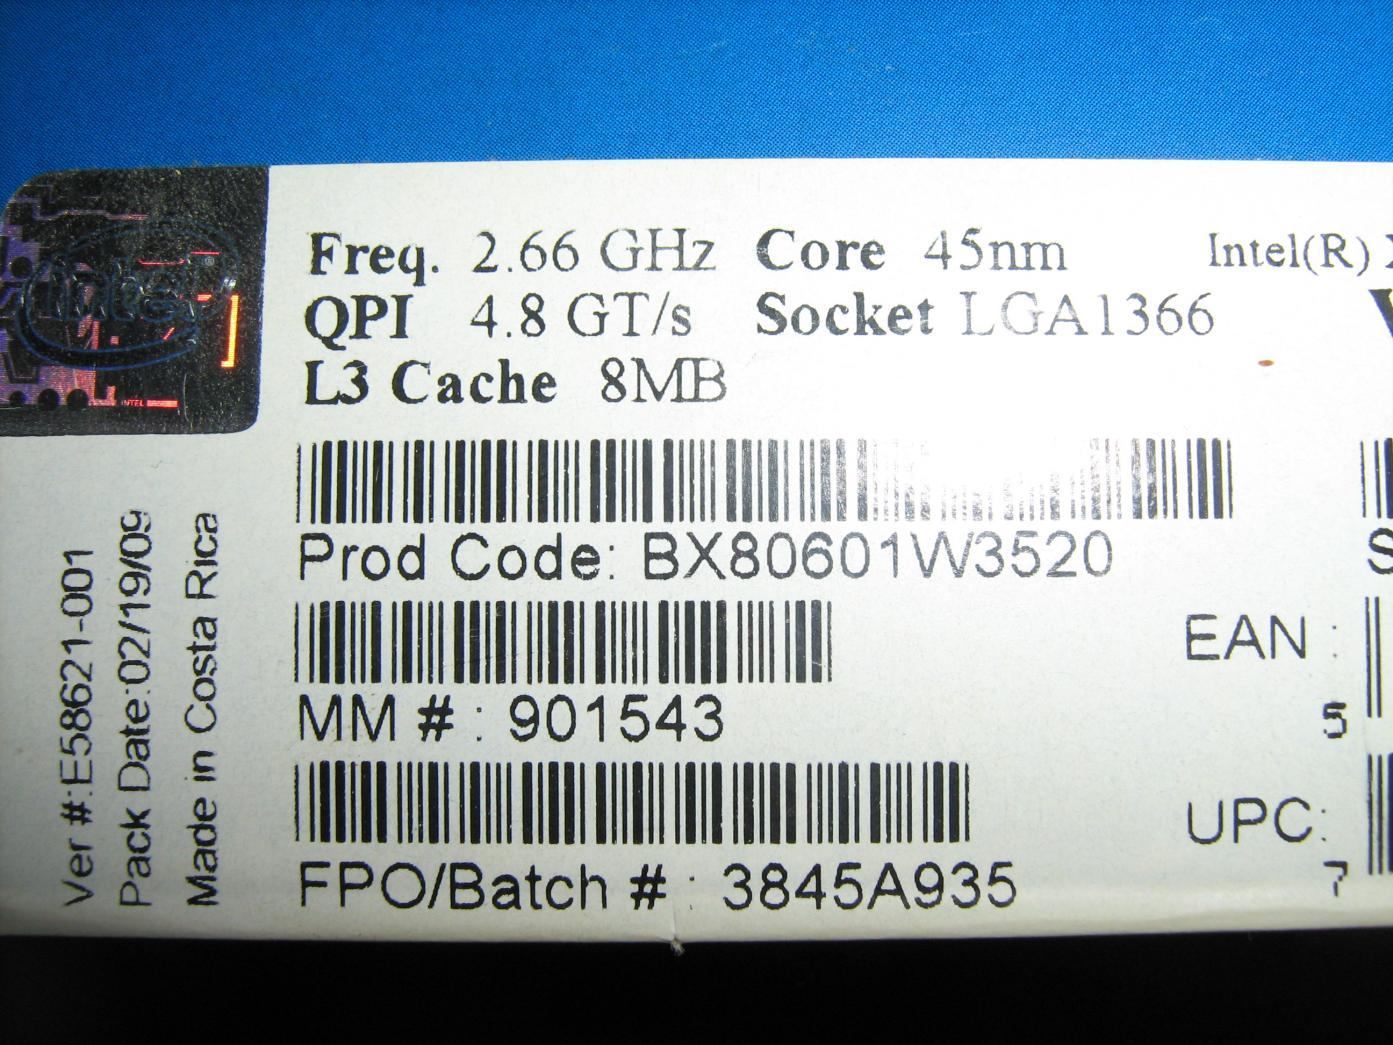 Freq. 2.66 GHz Core 45nm Intel(R)
QPI 4.8 GT/s Socket LGA1366
L3 Cache 8MB
Prod Code: BX80601W3520
MM # : 901543
FPO/Batch # : 3845A935
EAN :
5
UPC:
7
Ver #:E58621-001
Pack Date:02/19/09
Made in Costa Rica
intel
INTEL